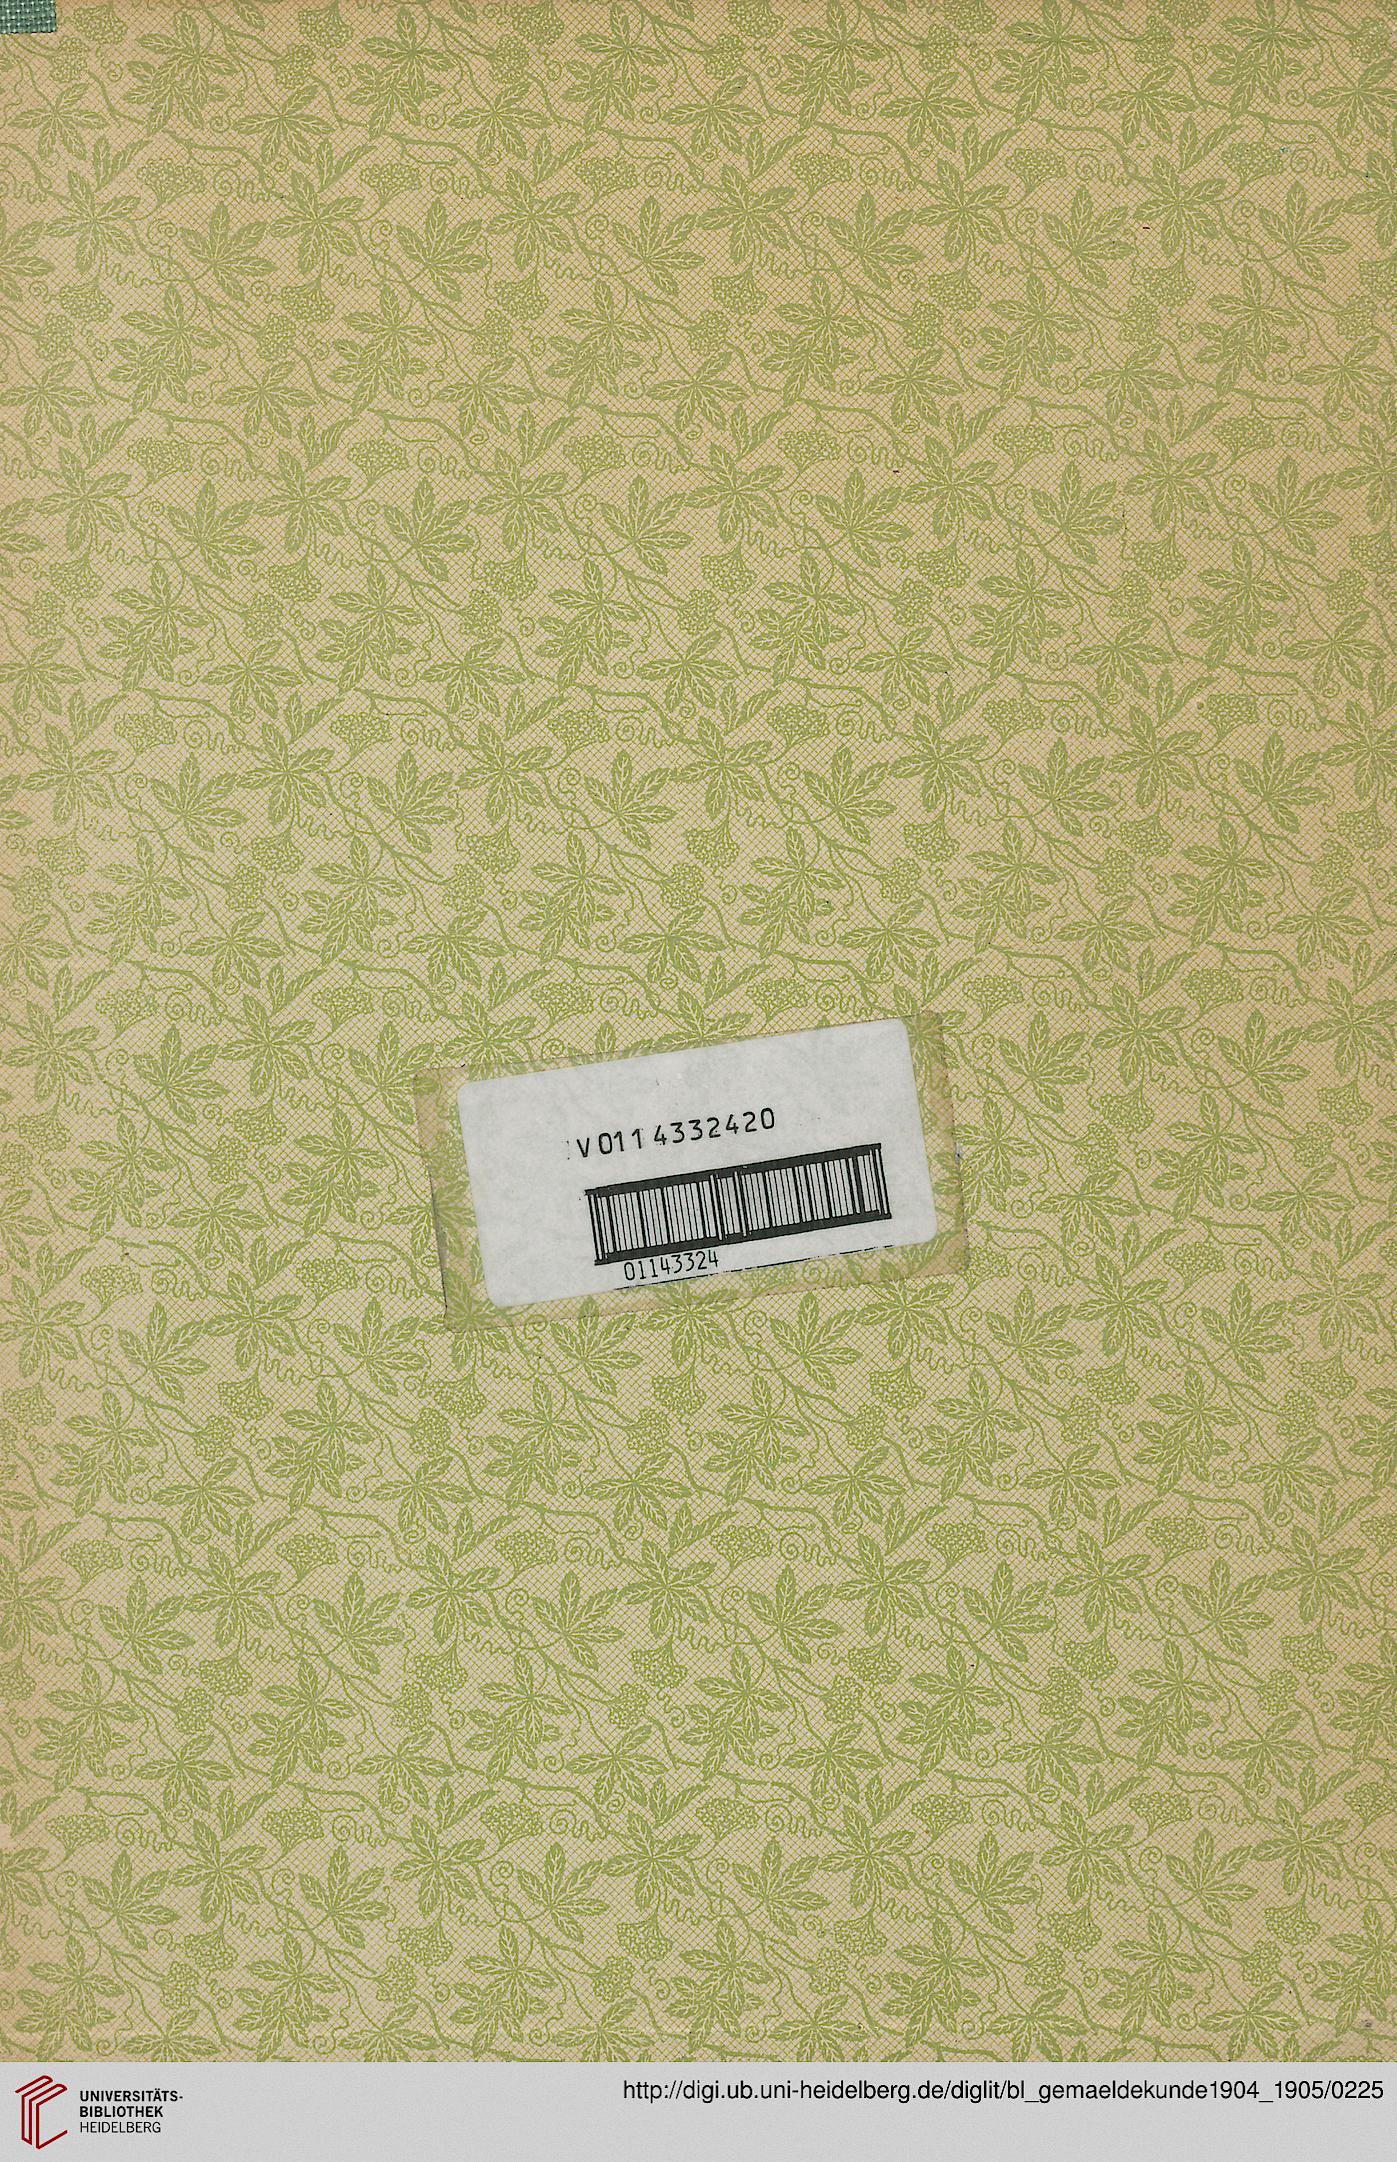 V0114332420
01143324
UNIVERSITÄTS-
BIBLIOTHEK
HEIDELBERG
http://digi.ub.uni-heidelberg.de/diglit/bl_gemaeldekunde1904_1905/0225